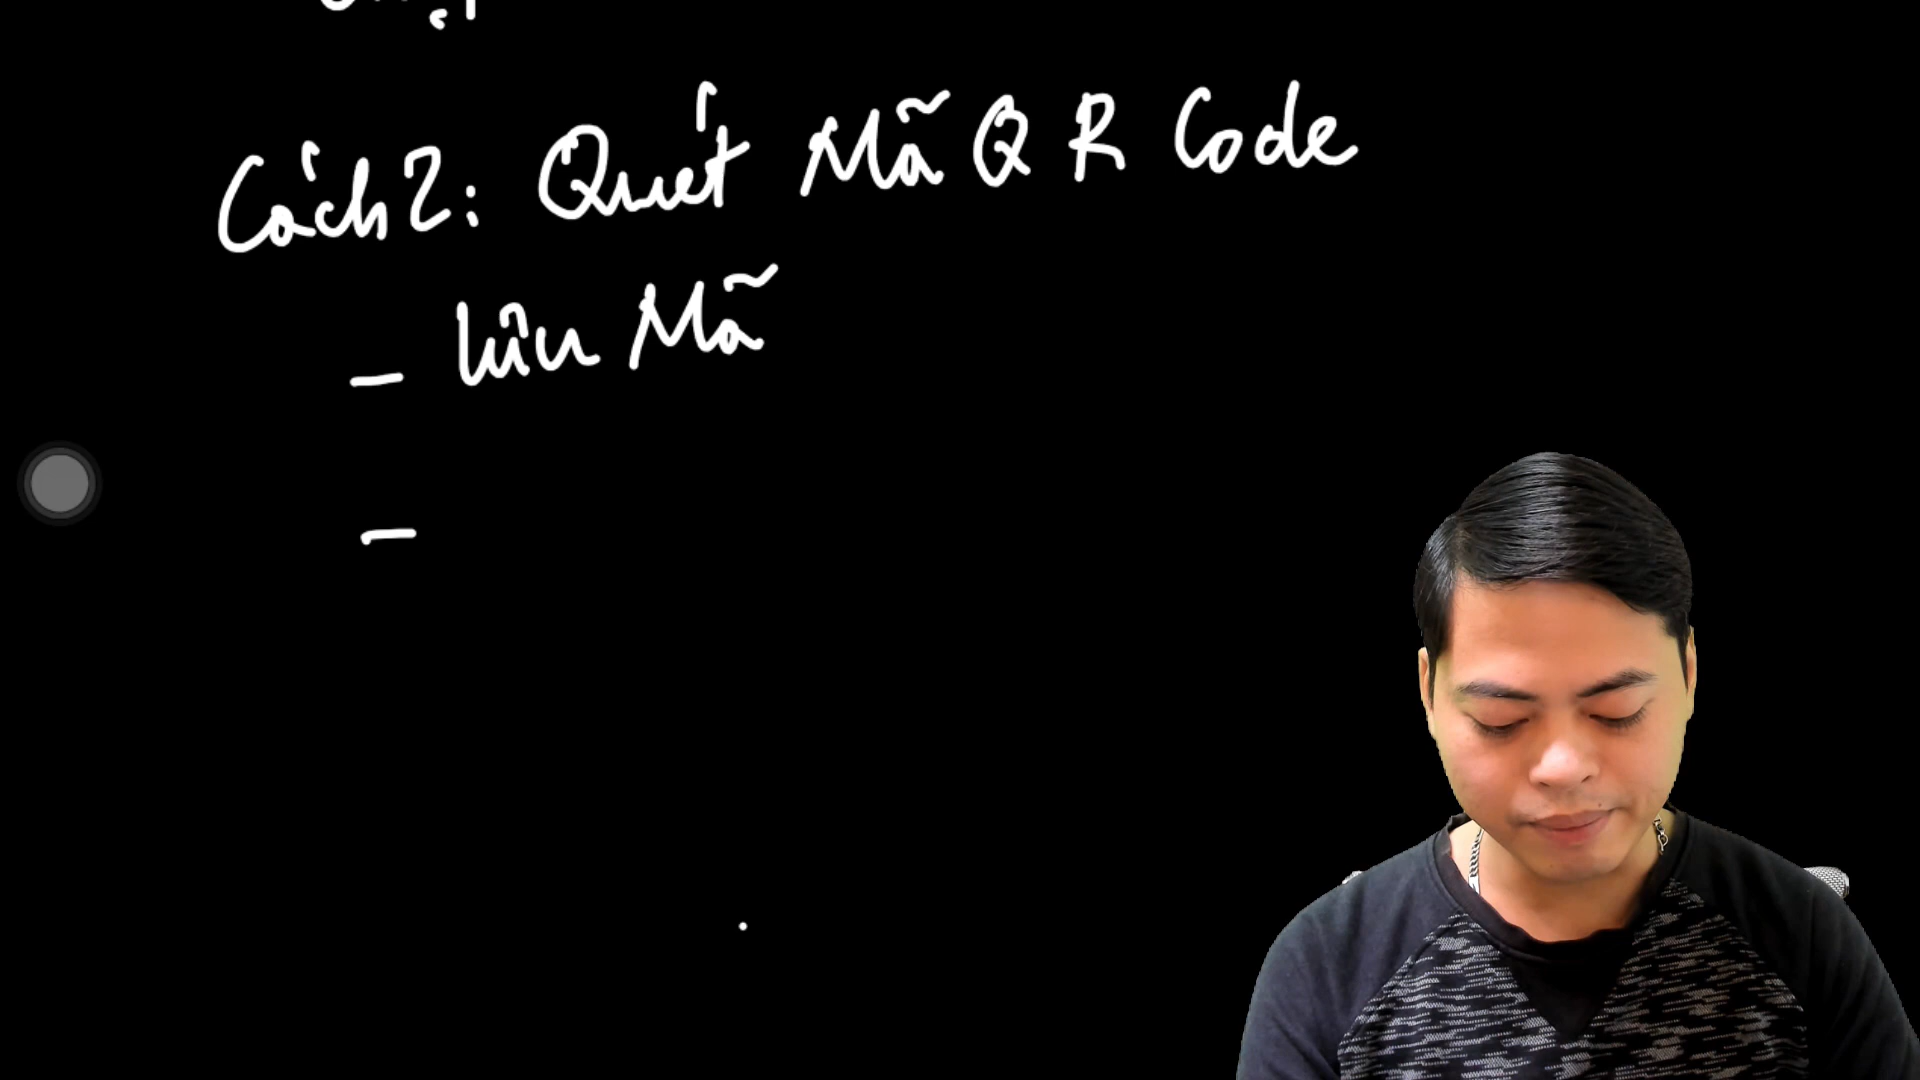 Cách 2: Quét Mã QR Code
- Lưu Mã
-